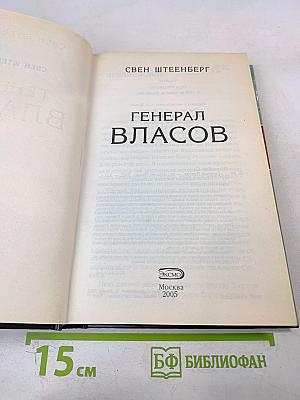 СВЕН ШТЕЕНБЕРГ
ГЕНЕРАЛ
ВЛАСОВ
ЭКСМО
Москва
2005
15 см
БФ БИБЛИОФАН